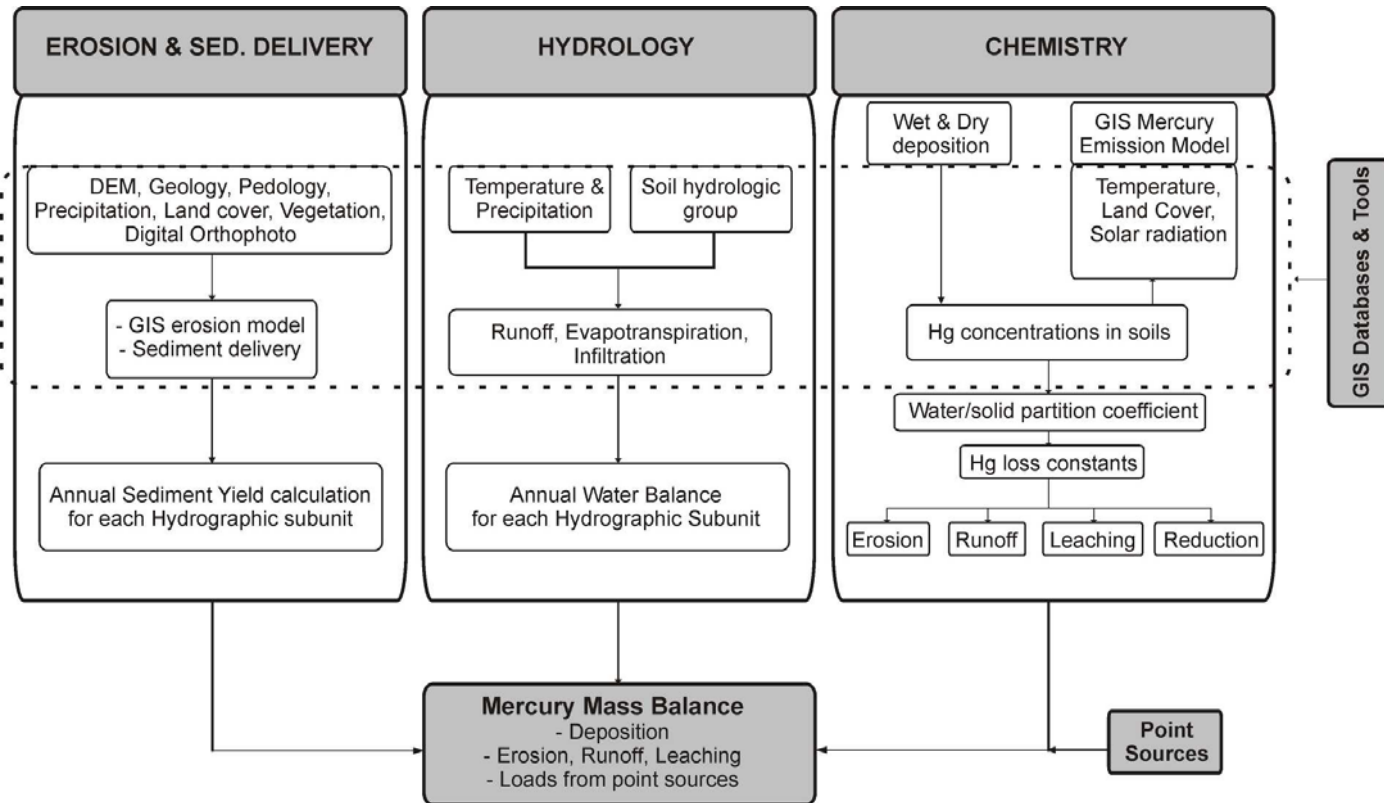 EROSION & SED. DELIVERY
DEM, Geology, Pedology,
Precipitation, Land cover, Vegetation,
Digital Orthophoto
- GIS erosion model
- Sediment delivery
Annual Sediment Yield calculation
for each Hydrographic subunit
HYDROLOGY
Temperature &
Precipitation
Soil hydrologic
group
Runoff, Evapotranspiration,
Infiltration
Annual Water Balance
for each Hydrographic Subunit
CHEMISTRY
Wet & Dry
deposition
GIS Mercury
Emission Model
Temperature,
Land Cover,
Solar radiation
Hg concentrations in soils
Water/solid partition coefficient
Hg loss constants
Erosion
Runoff
Leaching
Reduction
GIS Databases & Tools
Mercury Mass Balance
- Deposition
- Erosion, Runoff, Leaching
- Loads from point sources
Point
Sources